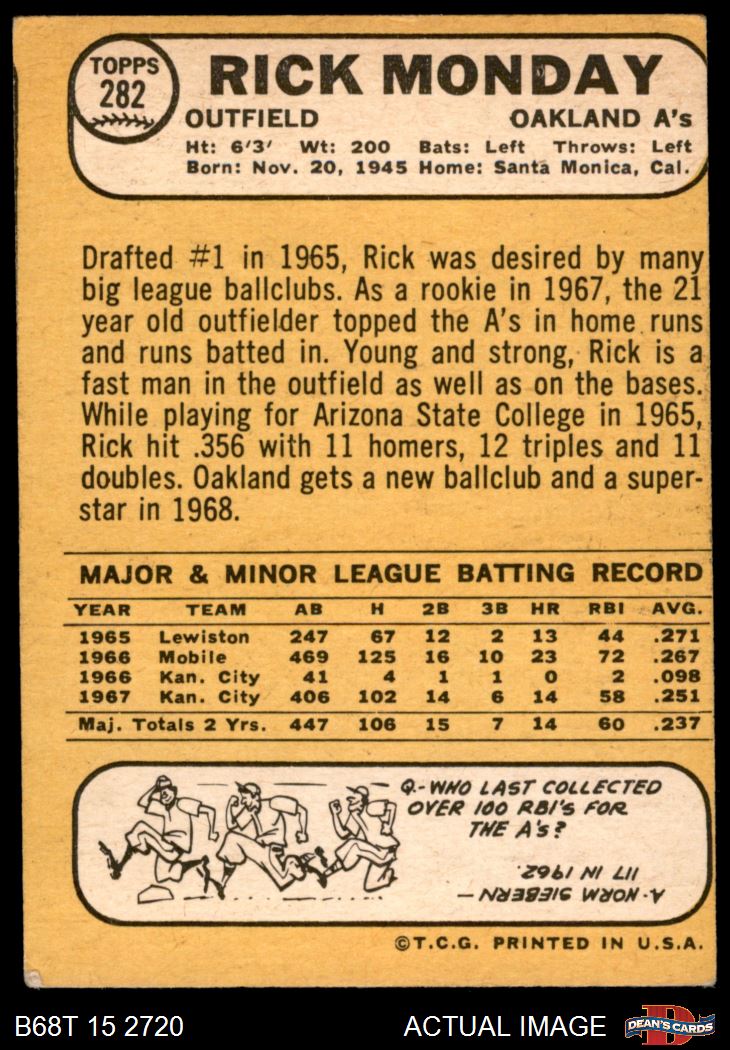 TOPPS
282
RICK MONDAY
OUTFIELD OAKLAND A's
Ht: 6'3' Wt: 200 Bats: Left Throws: Left
Born: Nov. 20, 1945 Home: Santa Monica, Cal.
Drafted #1 in 1965, Rick was desired by many
big league ballclubs. As a rookie in 1967, the 21
year old outfielder topped the A's in home runs
and runs batted in. Young and strong, Rick is a
fast man in the outfield as well as on the bases.
While playing for Arizona State College in 1965,
Rick hit .356 with 11 homers, 12 triples and 11
doubles. Oakland gets a new ballclub and a super-
star in 1968.
MAJOR & MINOR LEAGUE BATTING RECORD
YEAR TEAM AB H 2B 3B HR RBI AVG.
1965 Lewiston 247 67 12 2 13 44 .271
1966 Mobile 469 125 16 10 23 72 .267
1966 Kan. City 41 4 1 1 0 2 .098
1967 Kan. City 406 102 14 6 14 58 .251
Maj. Totals 2 Yrs. 447 106 15 7 14 60 .237
Q.-WHO LAST COLLECTED
OVER 100 RBI'S FOR
THE A'S?
A-NORM SIEBERN —
117 IN 1962.
©T.C.G. PRINTED IN U.S.A.
B68T 15 2720 ACTUAL IMAGE
D
DEAN'S CARDS